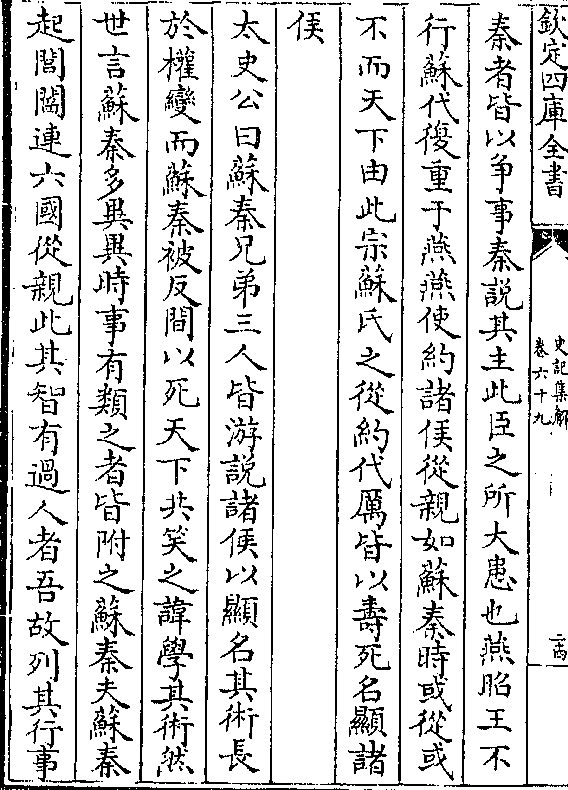 欽定四庫全書
史記集解
卷六十九
秦者皆以爭事秦說其主此臣之所大患也燕昭王不
行蘇代復重于燕燕使約諸侯從親如蘇秦時或從或
不而天下由此宗蘇氏之從約代厲皆以壽死名顯諸
侯
太史公曰蘇秦兄弟三人皆游說諸侯以顯名其術長
於權變而蘇秦被反間以死天下共笑之諱學其術然
世言蘇秦多異異時事有類之者皆附之蘇秦夫蘇秦
起閭閻連六國從親此其智有過人者吾故列其行事